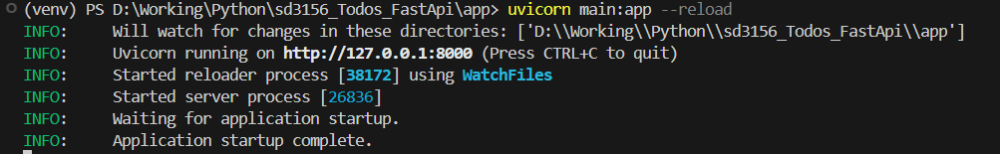 (venv) PS D:\Working\Python\sd3156_Todos_FastApi\app> uvicorn main:app --reload
INFO:     Will watch for changes in these directories: ['D:\\Working\\Python\\sd3156_Todos_FastApi\\app']
INFO:     Uvicorn running on http://127.0.0.1:8000 (Press CTRL+C to quit)
INFO:     Started reloader process [38172] using WatchFiles
INFO:     Started server process [26836]
INFO:     Waiting for application startup.
INFO:     Application startup complete.